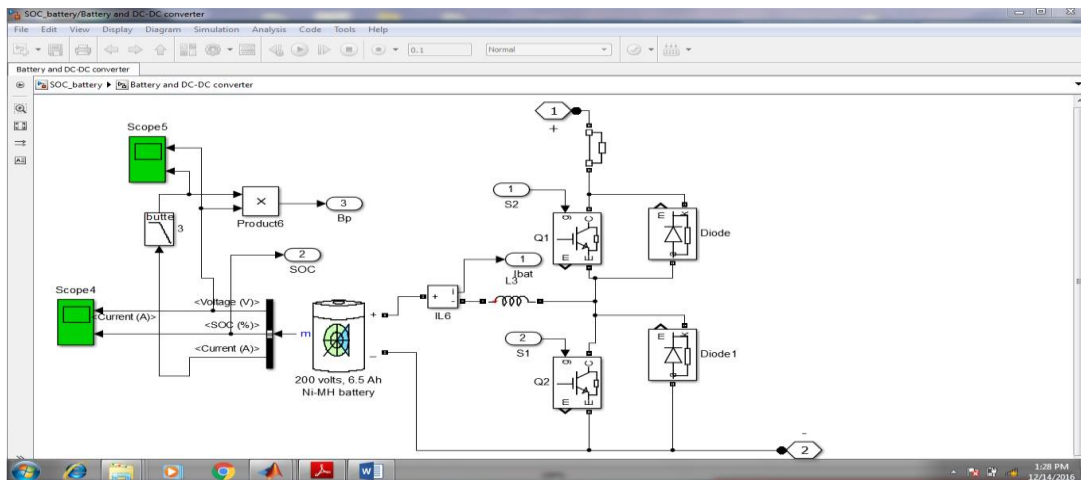 SOC_battery/Battery and DC-DC converter
File Edit View Display Diagram Simulation Analysis Code Tools Help
0.1
Normal
Battery and DC-DC converter
SOC_battery ▶ Battery and DC-DC converter
Scope5
1
+
butte
3
×
Product6
3
Bp
1
S2
g
C
m
E
Q1
m
Diode
2
SOC
1
Ibat
L3
Scope4
<Voltage (V)>
<Current (A)>
<SOC (%)>
<Current (A)>
m
+
_
+
-
i
IL6
200 volts, 6.5 Ah
Ni-MH battery
2
S1
g
C
m
E
Q2
m
Diode1
-
2
1:28 PM
12/14/2016